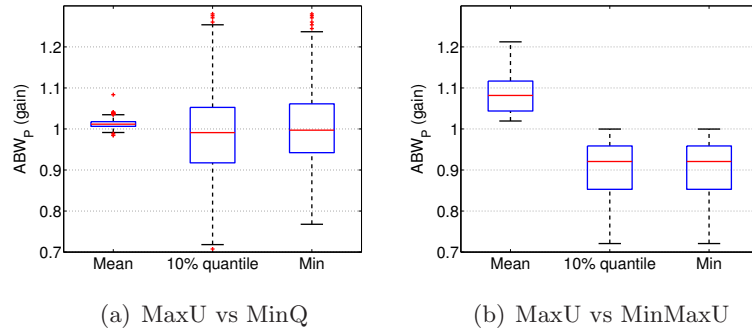 ABW_P (gain)
1.2
1.1
1
0.9
0.8
0.7
Mean
10% quantile
Min
(a) MaxU vs MinQ
ABW_P (gain)
1.2
1.1
1
0.9
0.8
0.7
Mean
10% quantile
Min
(b) MaxU vs MinMaxU